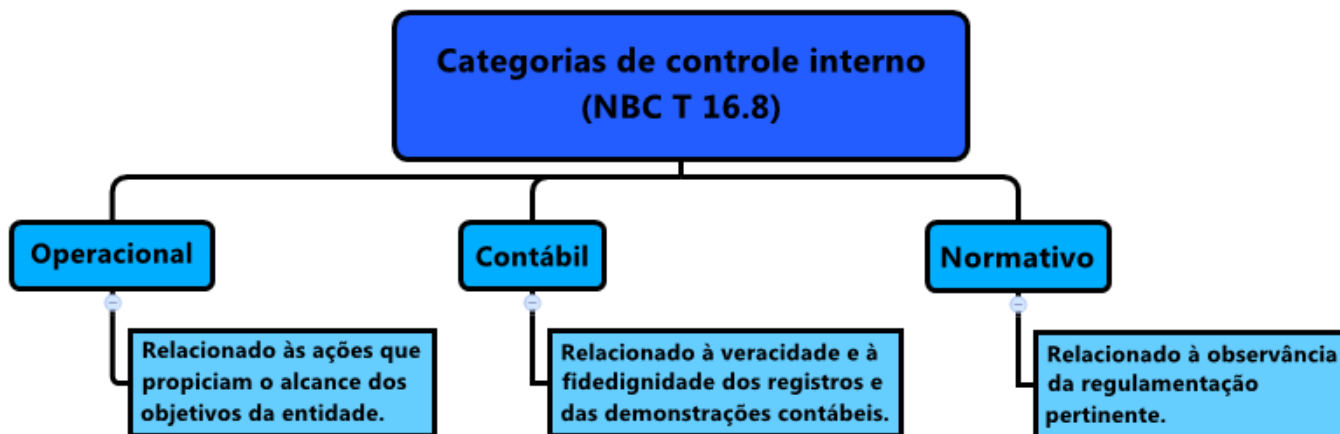 Categorias de controle interno
(NBC T 16.8)
Operacional
Contábil
Normativo
Relacionado às ações que
propiciam o alcance dos
objetivos da entidade.
Relacionado à veracidade e à
fidedignidade dos registros e
das demonstrações contábeis.
Relacionado à observância
da regulamentação
pertinente.